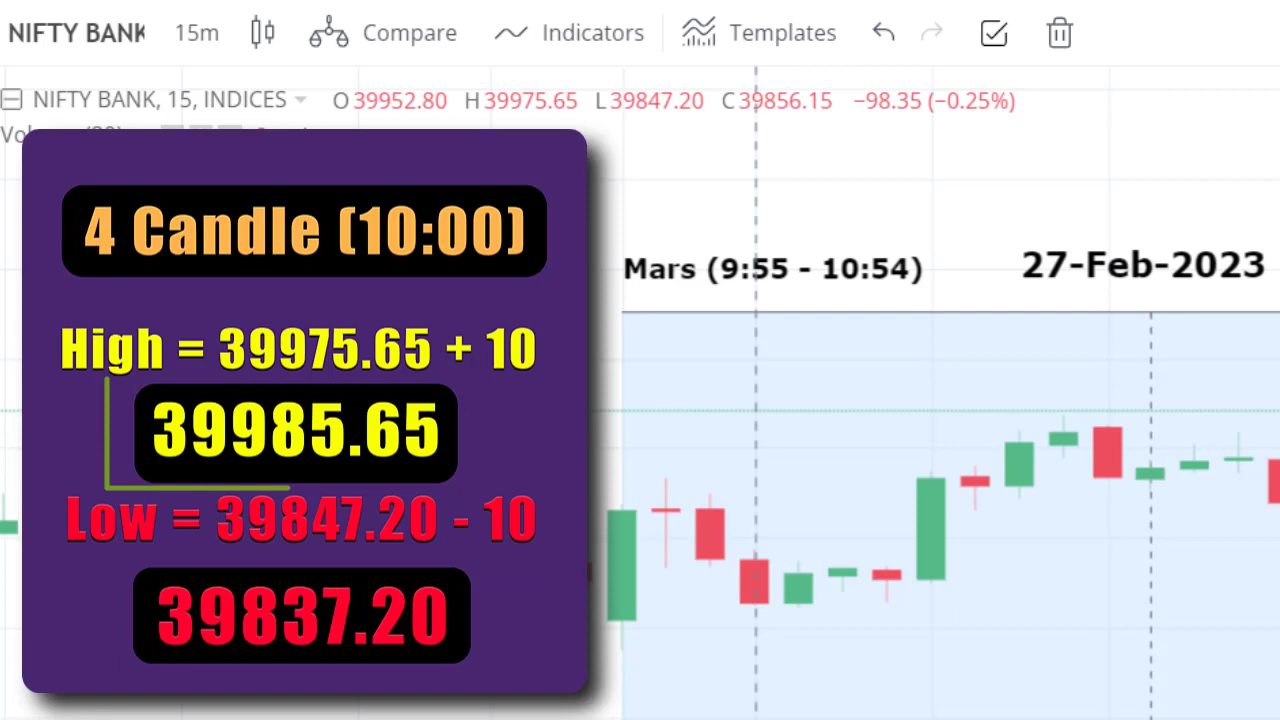 NIFTY BANK 15m Compare Indicators Templates
NIFTY BANK, 15, INDICES O39952.80 H39975.65 L39847.20 C39856.15 −98.35 (−0.25%)
4 Candle (10:00)
Mars (9:55 - 10:54) 27-Feb-2023
High = 39975.65 + 10
39985.65
Low = 39847.20 - 10
39837.20